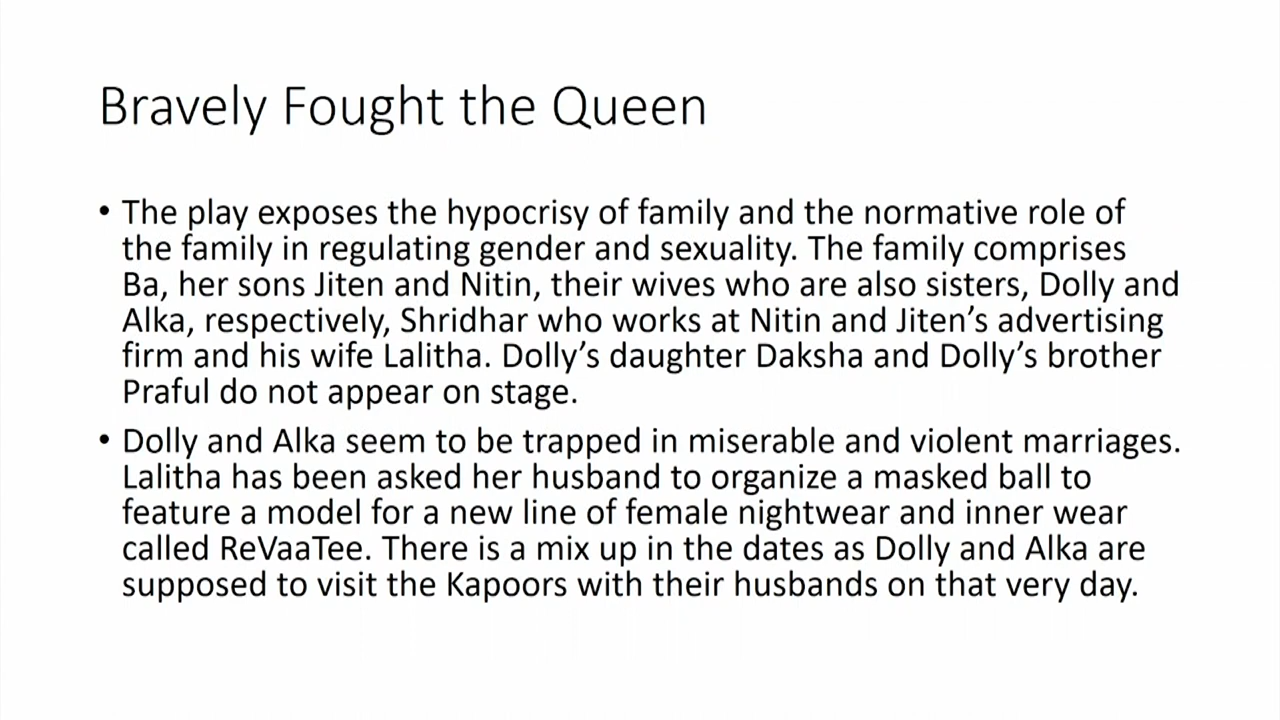 Bravely Fought the Queen
• The play exposes the hypocrisy of family and the normative role of
the family in regulating gender and sexuality. The family comprises
Ba, her sons Jiten and Nitin, their wives who are also sisters, Dolly and
Alka, respectively, Shridhar who works at Nitin and Jiten’s advertising
firm and his wife Lalitha. Dolly’s daughter Daksha and Dolly’s brother
Praful do not appear on stage.
• Dolly and Alka seem to be trapped in miserable and violent marriages.
Lalitha has been asked her husband to organize a masked ball to
feature a model for a new line of female nightwear and inner wear
called ReVaaTee. There is a mix up in the dates as Dolly and Alka are
supposed to visit the Kapoors with their husbands on that very day.